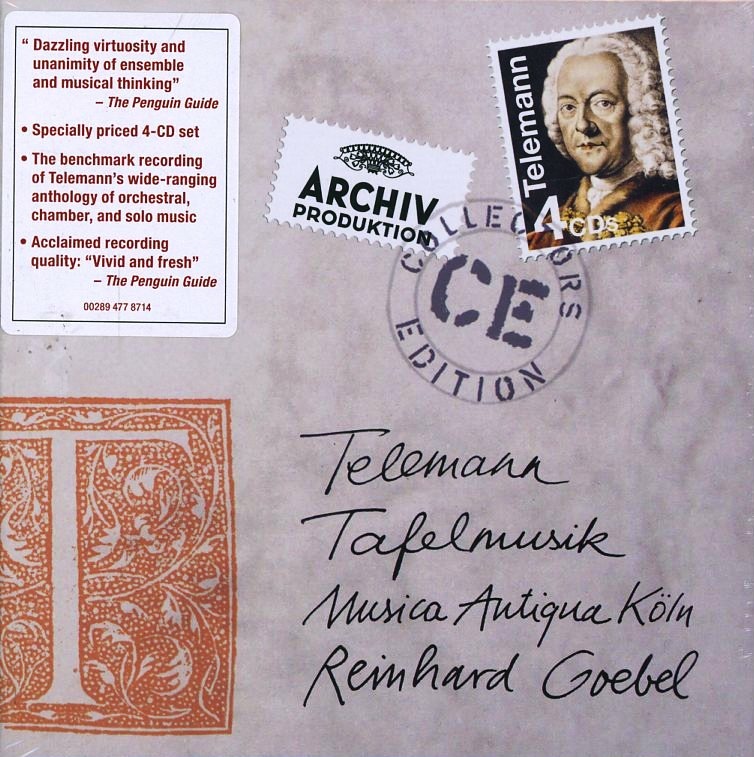 “ Dazzling virtuosity and
unanimity of ensemble
and musical thinking”
– The Penguin Guide
• Specially priced 4-CD set
• The benchmark recording
of Telemann’s wide-ranging
anthology of orchestral,
chamber, and solo music
• Acclaimed recording
quality: “Vivid and fresh”
– The Penguin Guide
00289 477 8714
Telemann
4 CDs
ARCHIV
PRODUKTION
COLLECTORS
CE
EDITION
T
Telemann
Tafelmusik
Musica Antiqua Köln
Reinhard Goebel